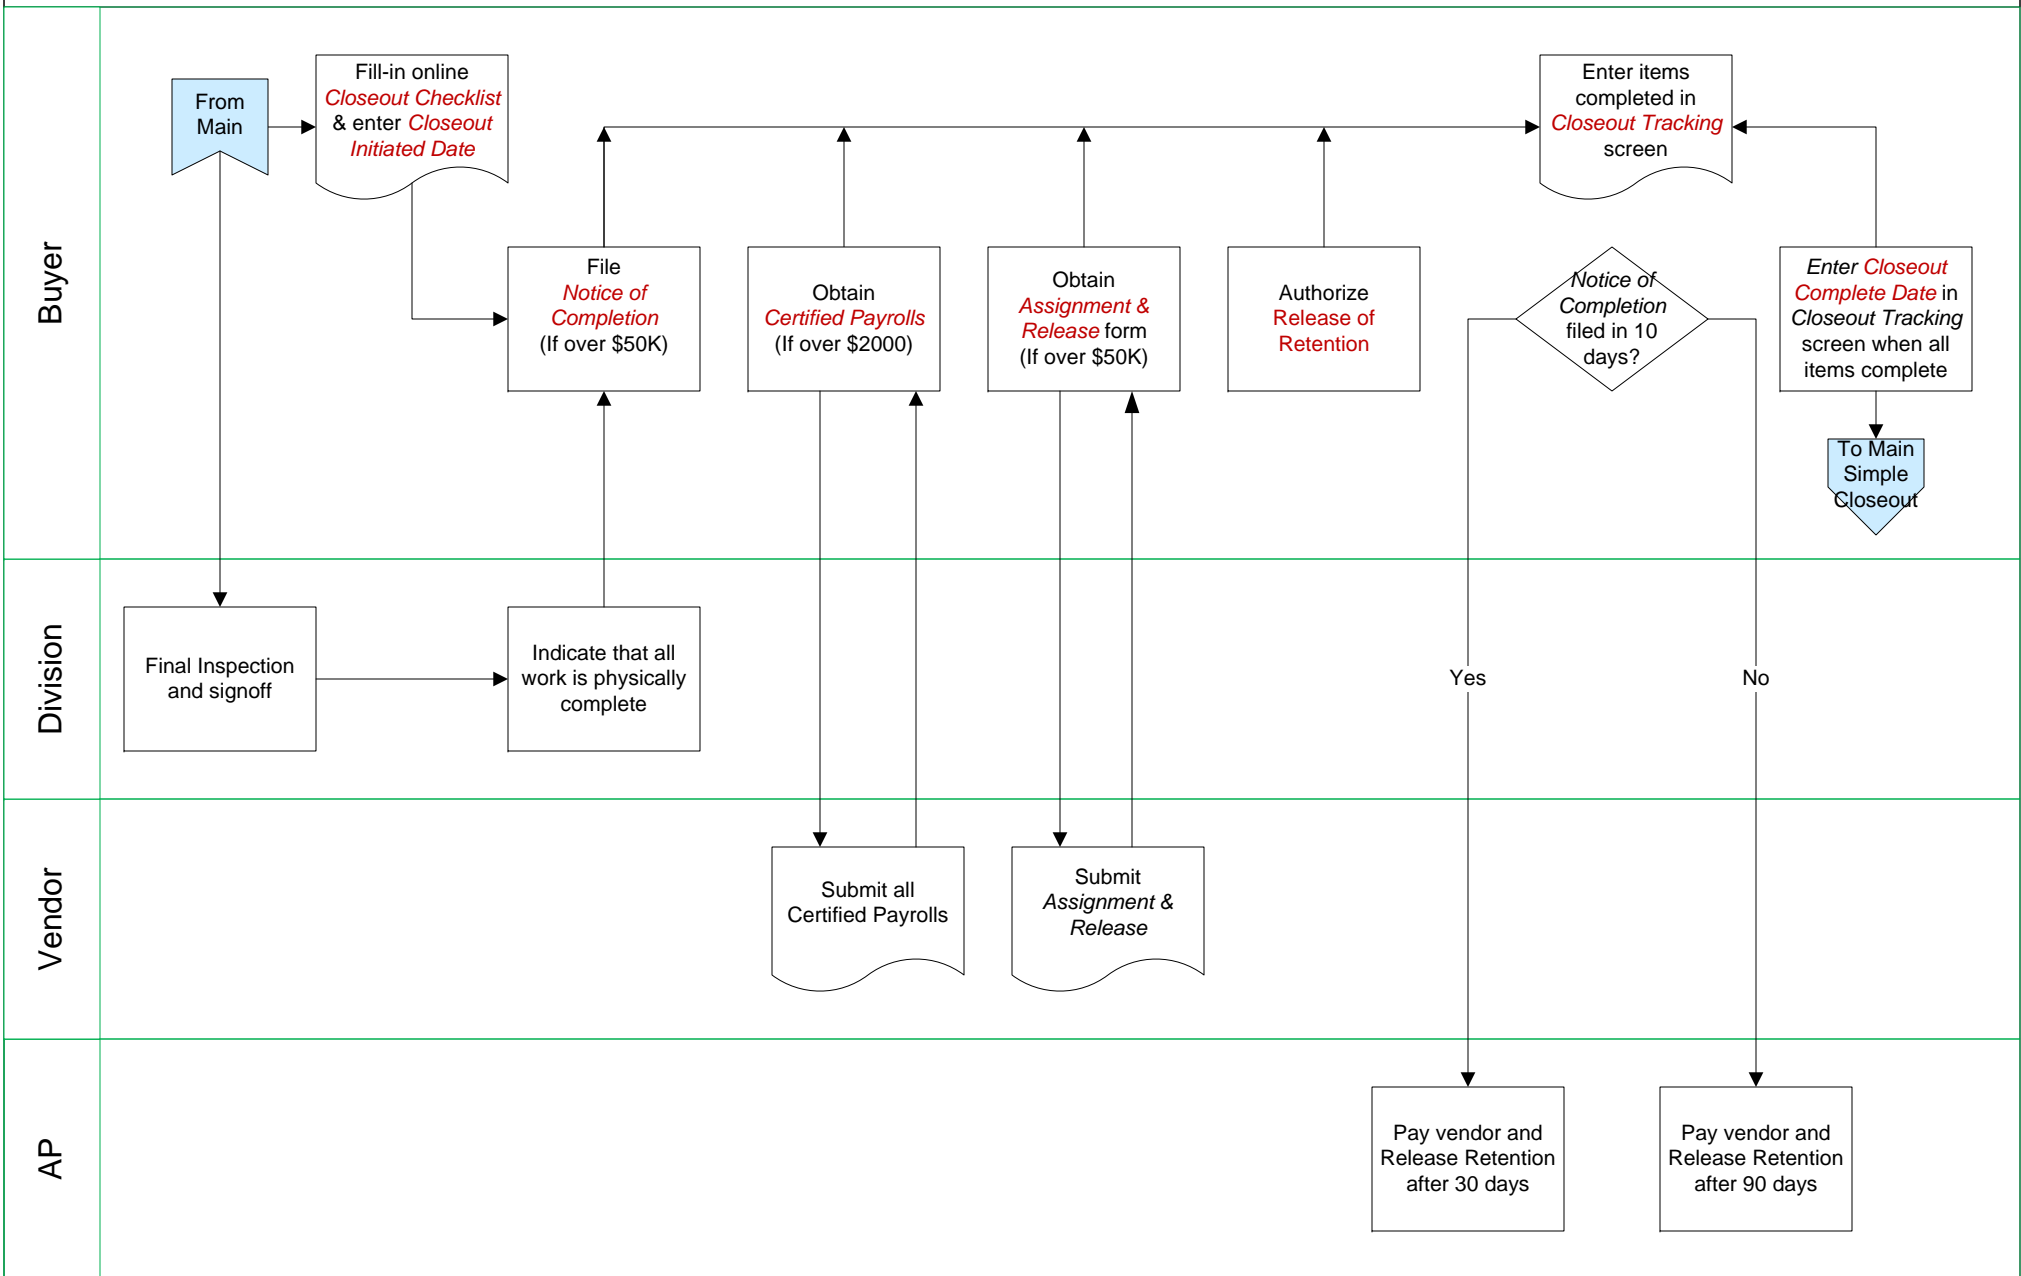 Buyer
From
Main
Fill-in online
Closeout Checklist
& enter Closeout
Initiated Date
Enter items
completed in
Closeout Tracking
screen
File
Notice of
Completion
(If over $50K)
Obtain
Certified Payrolls
(If over $2000)
Obtain
Assignment &
Release form
(If over $50K)
Authorize
Release of
Retention
Notice of
Completion
filed in 10
days?
Enter Closeout
Complete Date in
Closeout Tracking
screen when all
items complete
To Main
Simple
Closeout
Division
Final Inspection
and signoff
Indicate that all
work is physically
complete
Yes
No
Vendor
Submit all
Certified Payrolls
Submit
Assignment &
Release
AP
Pay vendor and
Release Retention
after 30 days
Pay vendor and
Release Retention
after 90 days